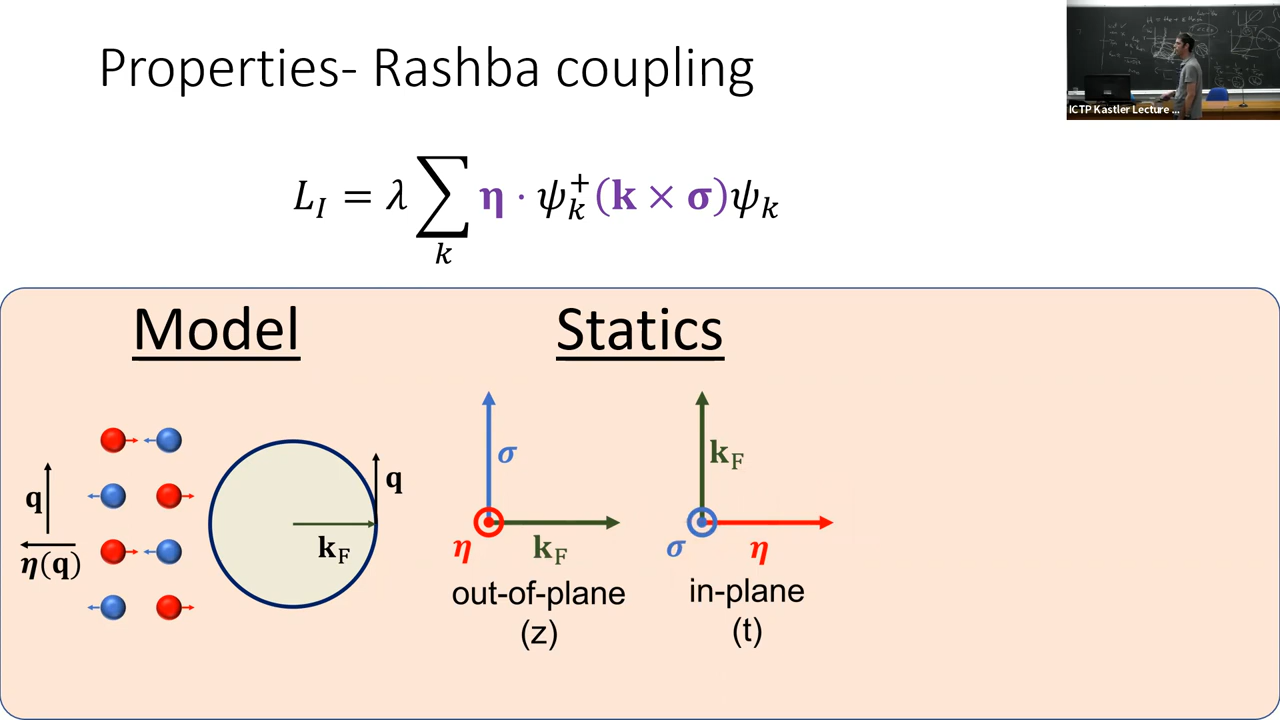 Properties- Rashba coupling
ICTP Kastler Lecture ...
L_I = λ ∑_k η · ψ_k^+ (k × σ) ψ_k
Model
Statics
q
η(q)
k_F
q
σ
η
k_F
out-of-plane
(z)
k_F
σ
η
in-plane
(t)